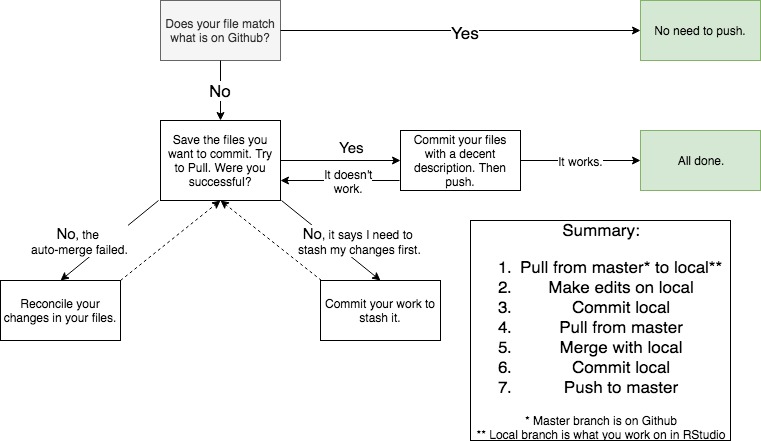 Does your file match
what is on Github?
Yes
No need to push.
No
Save the files you
want to commit. Try
to Pull. Were you
successful?
Yes
Commit your files
with a decent
description. Then
push.
It works.
All done.
It doesn't
work.
No, the
auto-merge failed.
No, it says I need to
stash my changes first.
Reconcile your
changes in your files.
Commit your work to
stash it.
Summary:
1. Pull from master* to local**
2. Make edits on local
3. Commit local
4. Pull from master
5. Merge with local
6. Commit local
7. Push to master
* Master branch is on Github
** Local branch is what you work on in RStudio